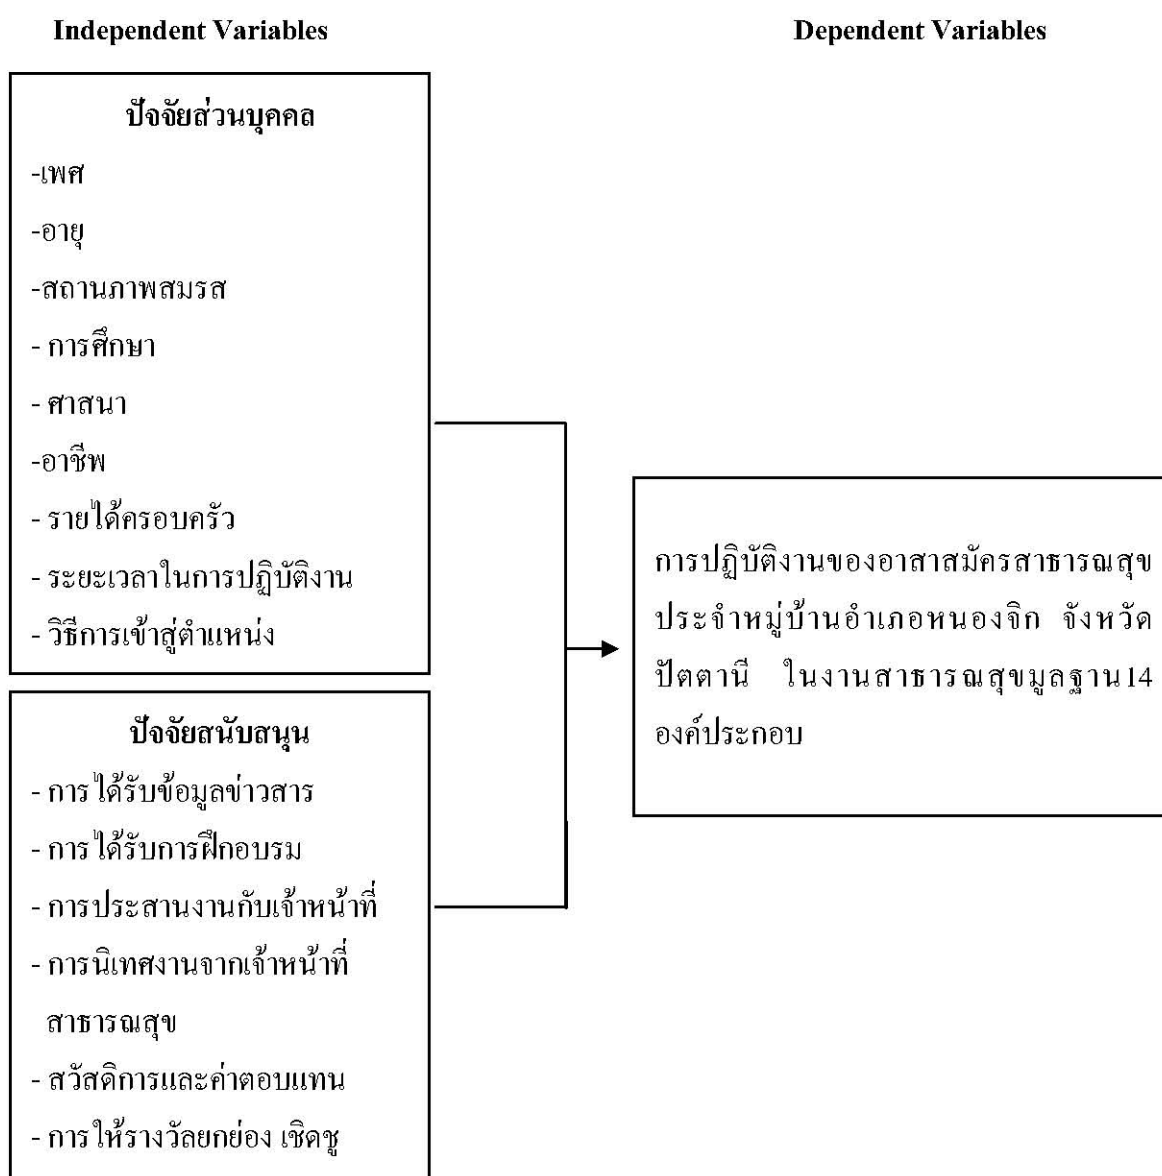 Independent Variables
Dependent Variables
ปัจจัยส่วนบุคคล
-เพศ
-อายุ
-สถานภาพสมรส
- การศึกษา
- ศาสนา
-อาชีพ
- รายได้ครอบครัว
- ระยะเวลาในการปฏิบัติงาน
- วิธีการเข้าสู่ตำแหน่ง
ปัจจัยสนับสนุน
- การได้รับข้อมูลข่าวสาร
- การได้รับการฝึกอบรม
- การประสานงานกับเจ้าหน้าที่
- การนิเทศงานจากเจ้าหน้าที่
สาธารณสุข
- สวัสดิการและค่าตอบแทน
- การให้รางวัลยกย่อง เชิดชู
การปฏิบัติงานของอาสาสมัครสาธารณสุข
ประจำหมู่บ้านอำเภอหนองจิก จังหวัด
ปัตตานี ในงานสาธารณสุขมูลฐาน14
องค์ประกอบ